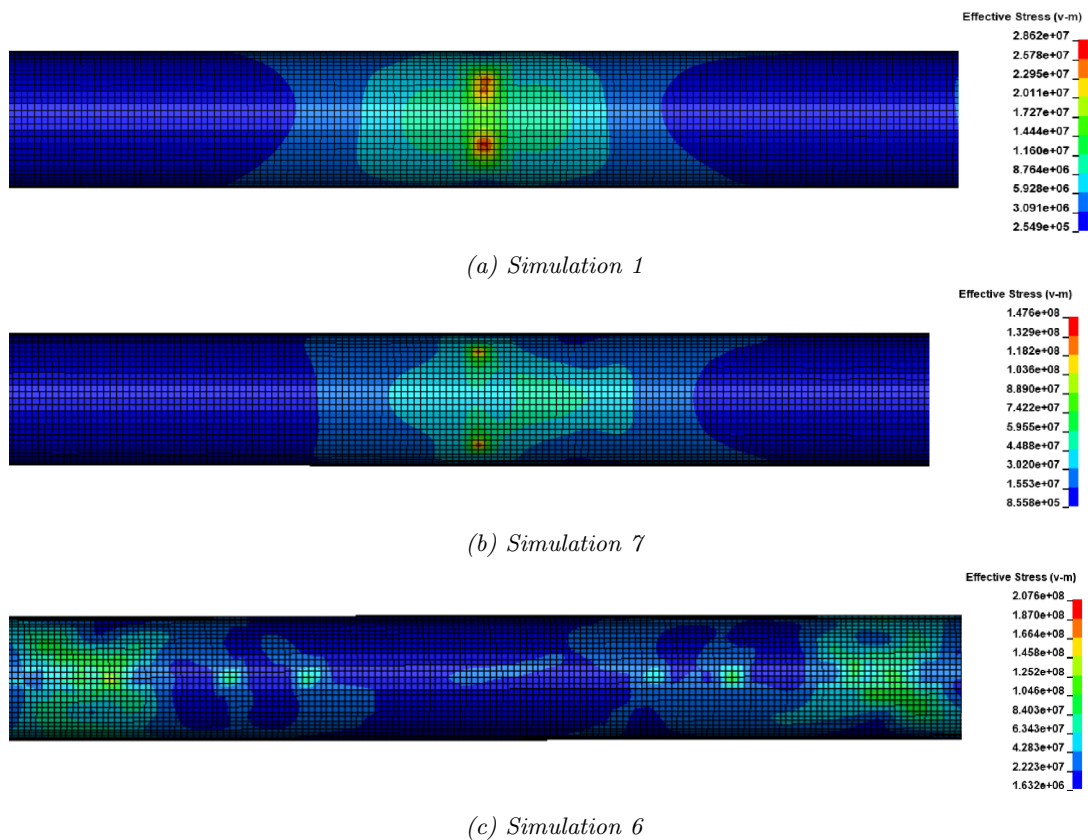 Effective Stress (v-m)
2.862e+07
2.578e+07
2.295e+07
2.011e+07
1.727e+07
1.444e+07
1.160e+07
8.764e+06
5.928e+06
3.091e+06
2.549e+05
(a) Simulation 1
Effective Stress (v-m)
1.476e+08
1.329e+08
1.182e+08
1.036e+08
8.890e+07
7.422e+07
5.955e+07
4.488e+07
3.020e+07
1.553e+07
8.558e+05
(b) Simulation 7
Effective Stress (v-m)
2.076e+08
1.870e+08
1.664e+08
1.458e+08
1.252e+08
1.046e+08
8.403e+07
6.343e+07
4.283e+07
2.223e+07
1.632e+06
(c) Simulation 6